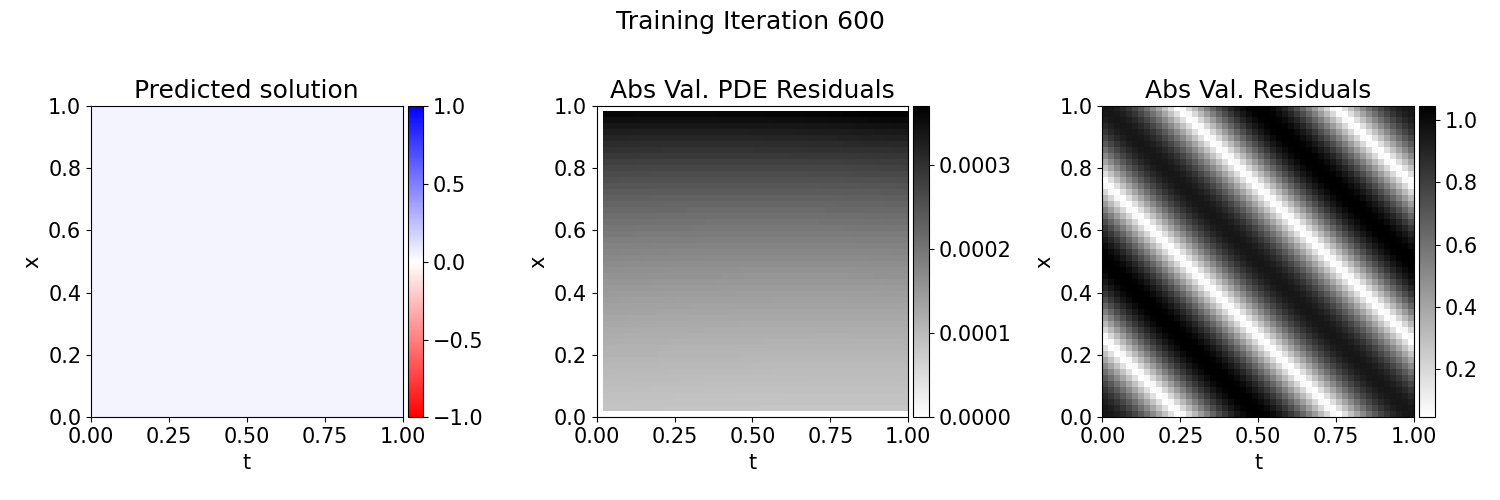 Training Iteration 600
Predicted solution
Abs Val. PDE Residuals
Abs Val. Residuals
1.0
0.8
0.6
0.4
0.2
0.0
x
0.00 0.25 0.50 0.75 1.00
t
1.0
0.5
0.0
−0.5
−1.0
1.0
0.8
0.6
0.4
0.2
0.0
x
0.00 0.25 0.50 0.75 1.00
t
0.0003
0.0002
0.0001
0.0000
1.0
0.8
0.6
0.4
0.2
0.0
x
0.00 0.25 0.50 0.75 1.00
t
1.0
0.8
0.6
0.4
0.2